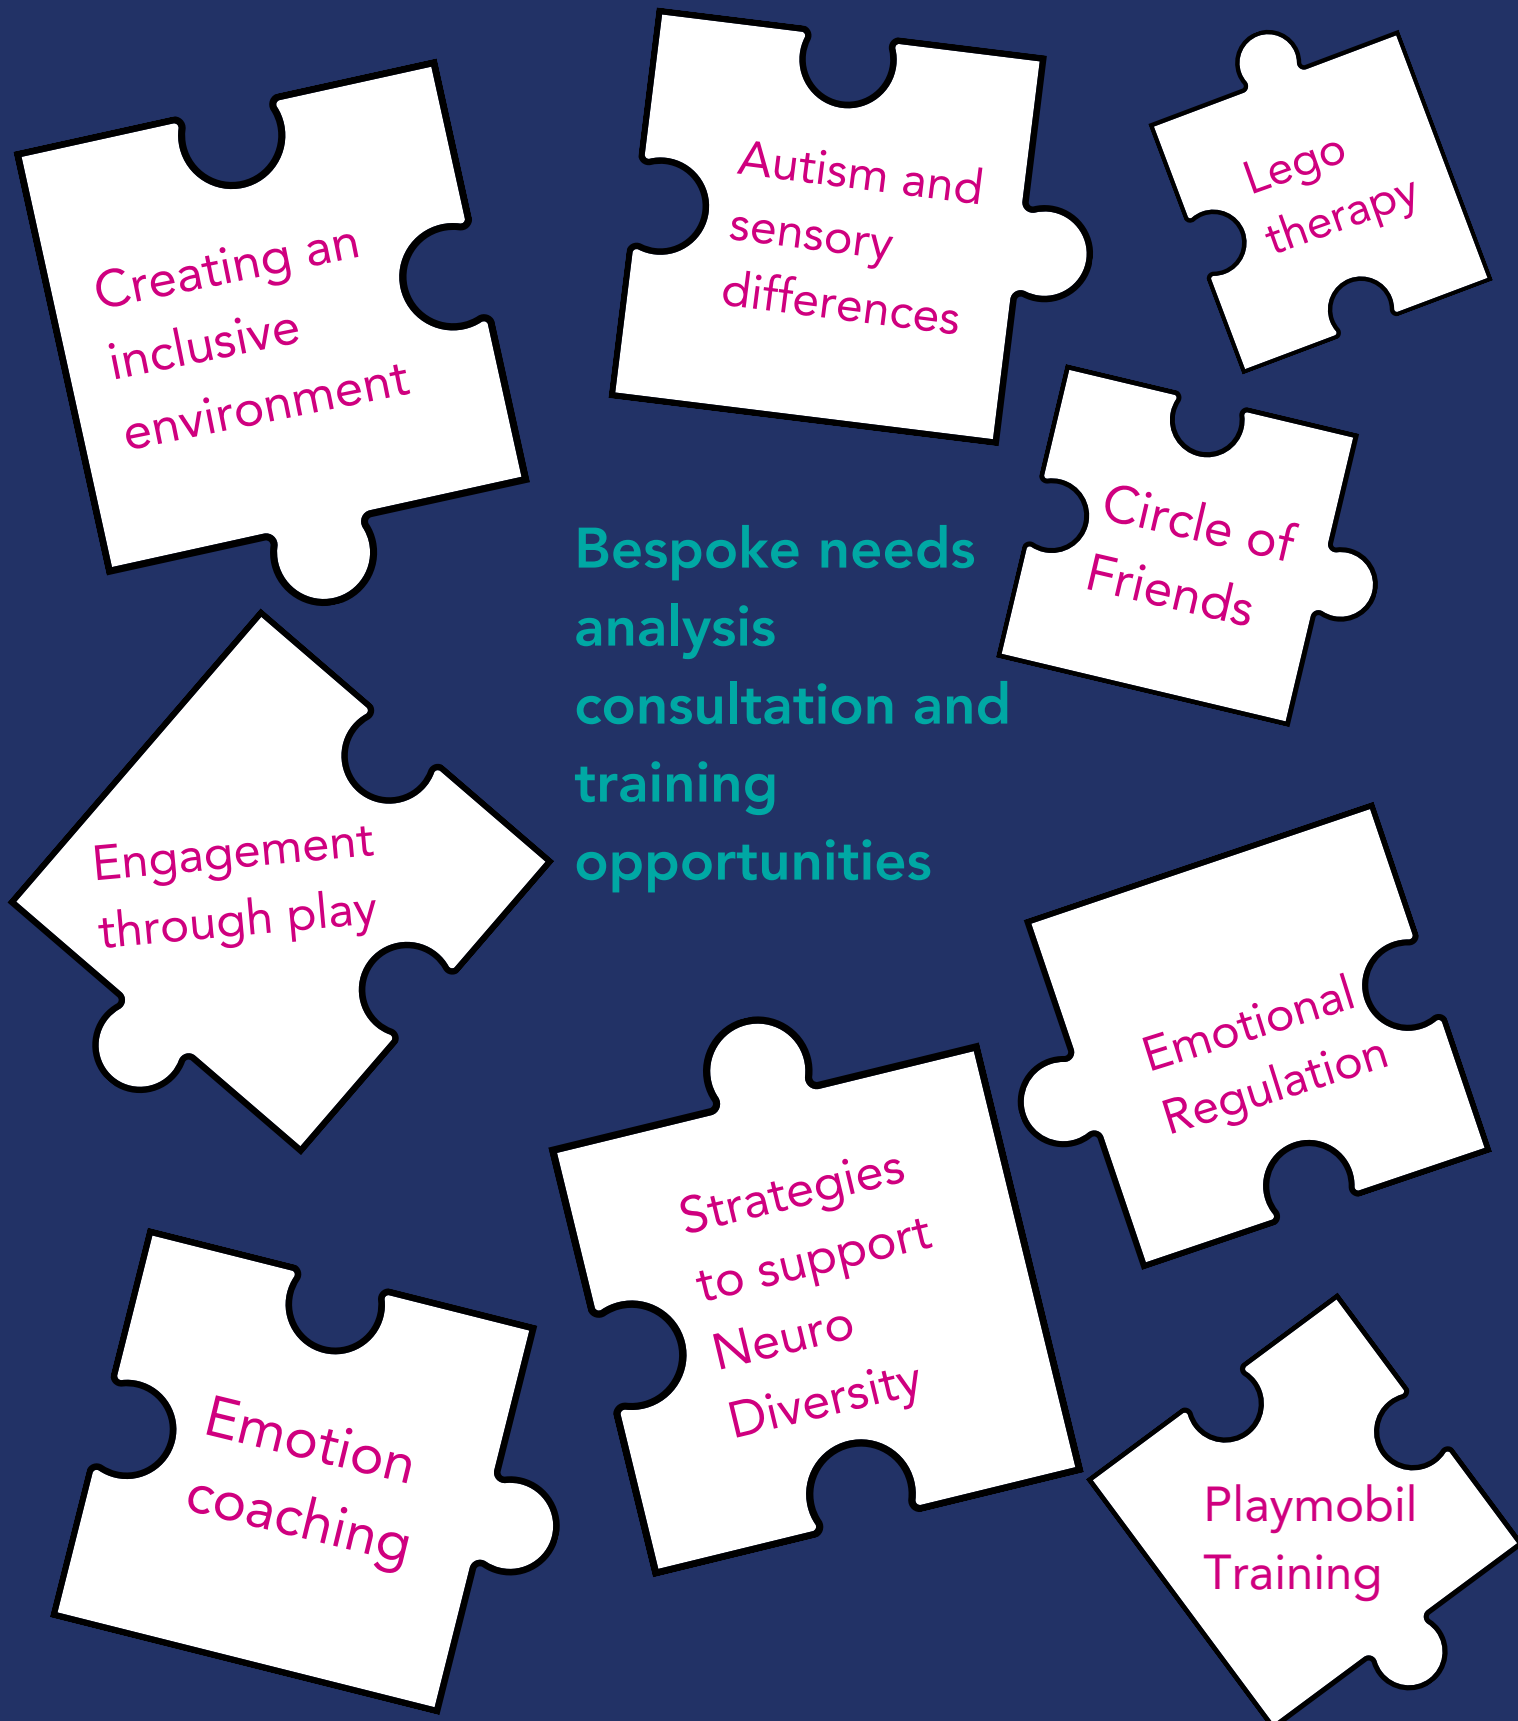 Creating an
inclusive
environment
Autism and
sensory
differences
Lego
therapy
Circle of
Friends
Bespoke needs
analysis
consultation and
training
opportunities
Engagement
through play
Emotional
Regulation
Strategies
to support
Neuro
Diversity
Emotion
coaching
Playmobil
Training